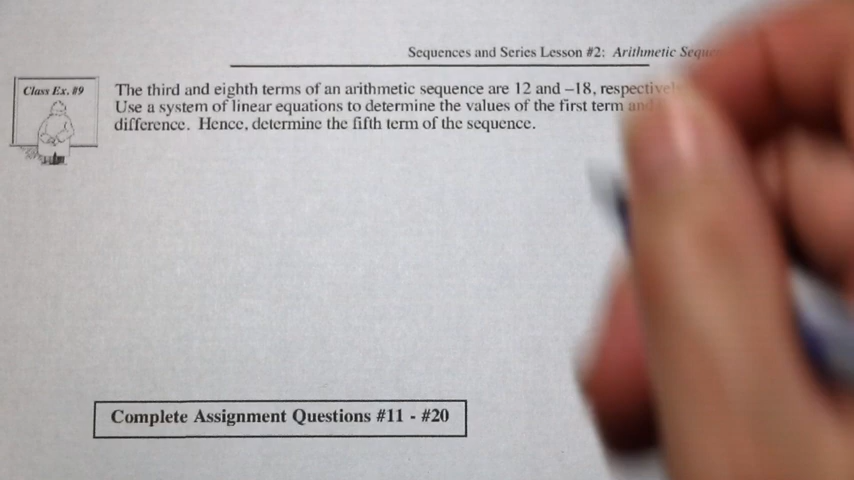 Sequences and Series Lesson #2: Arithmetic
Class Ex. #9
The third and eighth terms of an arithmetic sequence are 12 and –18,
Use a system of linear equations to determine the values of the first term and
difference. Hence, determine the fifth term of the sequence.
Complete Assignment Questions #11 - #20